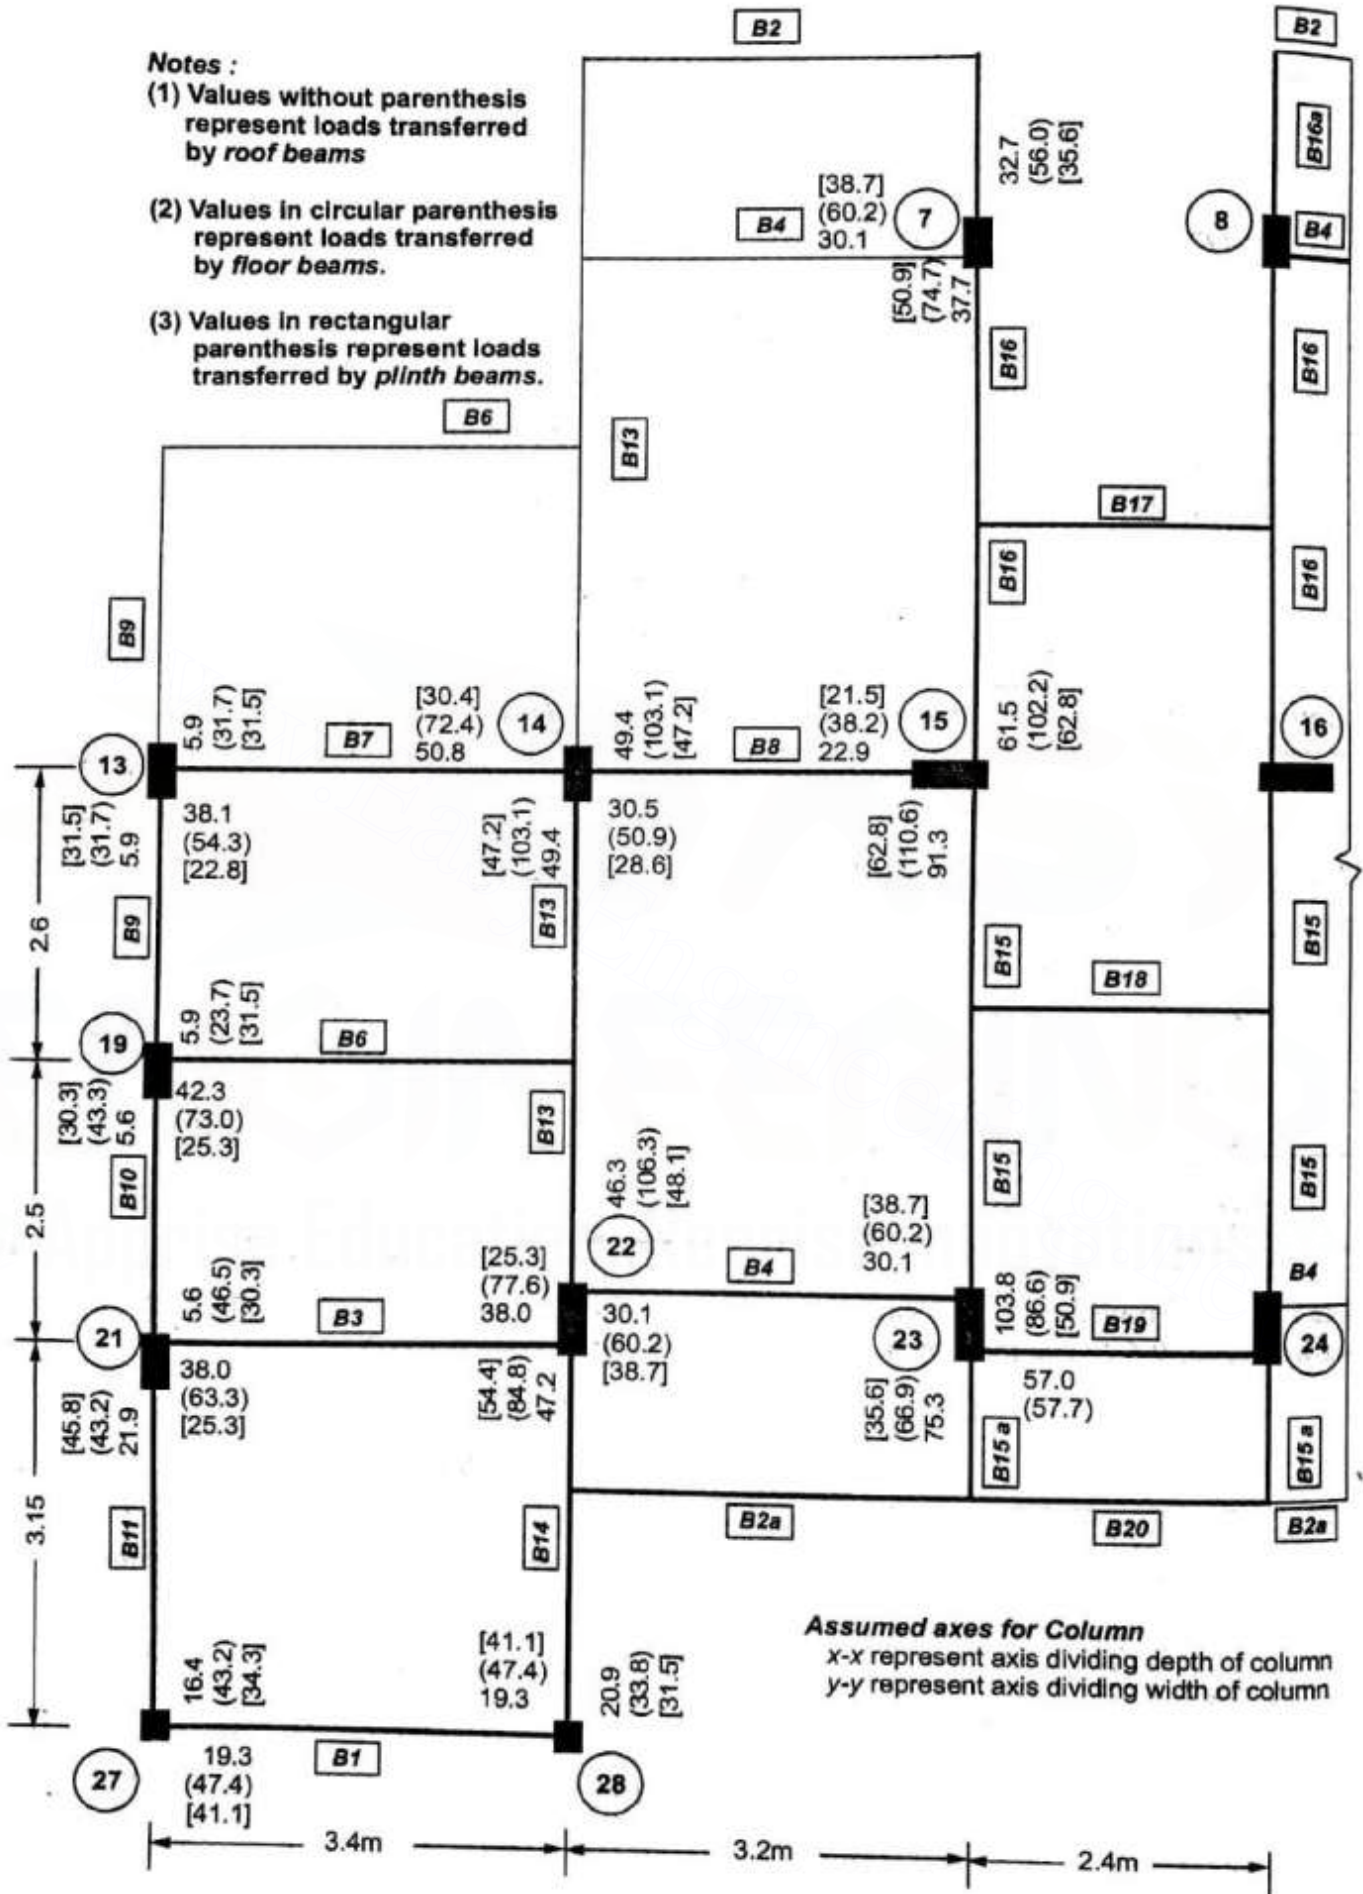 B2
B2
Notes :
(1) Values without parenthesis
represent loads transferred
by roof beams
(2) Values in circular parenthesis
represent loads transferred
by floor beams.
(3) Values in rectangular
parenthesis represent loads
transferred by plinth beams.
B16a
32.7
(56.0)
[35.6]
[38.7]
(60.2)
30.1
B4
7
8
B4
[50.9]
(74.7)
37.7
B16
B16
B6
B13
B17
B16
B16
B9
5.9
(31.7)
[31.5]
[30.4]
(72.4)
50.8
B7
14
49.4
(103.1)
[47.2]
B8
[21.5]
(38.2)
22.9
15
61.5
(102.2)
[62.8]
16
13
[31.5]
(31.7)
5.9
38.1
(54.3)
[22.8]
[47.2]
(103.1)
49.4
30.5
(50.9)
[28.6]
[62.8]
(110.6)
91.3
2.6
B9
B13
B15
B15
B18
19
5.9
(23.7)
[31.5]
B6
[30.3]
(43.3)
5.6
42.3
(73.0)
[25.3]
B13
2.5
B10
46.3
(106.3)
[48.1]
B15
B15
[38.7]
(60.2)
30.1
22
B4
B4
5.6
(46.5)
[30.3]
B3
[25.3]
(77.6)
38.0
30.1
(60.2)
[38.7]
103.8
(86.6)
[50.9]
B19
21
23
24
[45.8]
(43.2)
21.9
38.0
(63.3)
[25.3]
[54.4]
(84.8)
47.2
[35.6]
(66.9)
75.3
57.0
(57.7)
B15a
B15a
3.15
B11
B14
B2a
B20
B2a
Assumed axes for Column
x-x represent axis dividing depth of column
y-y represent axis dividing width of column
16.4
(43.2)
[34.3]
[41.1]
(47.4)
19.3
20.9
(33.8)
[31.5]
27
19.3
(47.4)
[41.1]
B1
28
3.4m
3.2m
2.4m